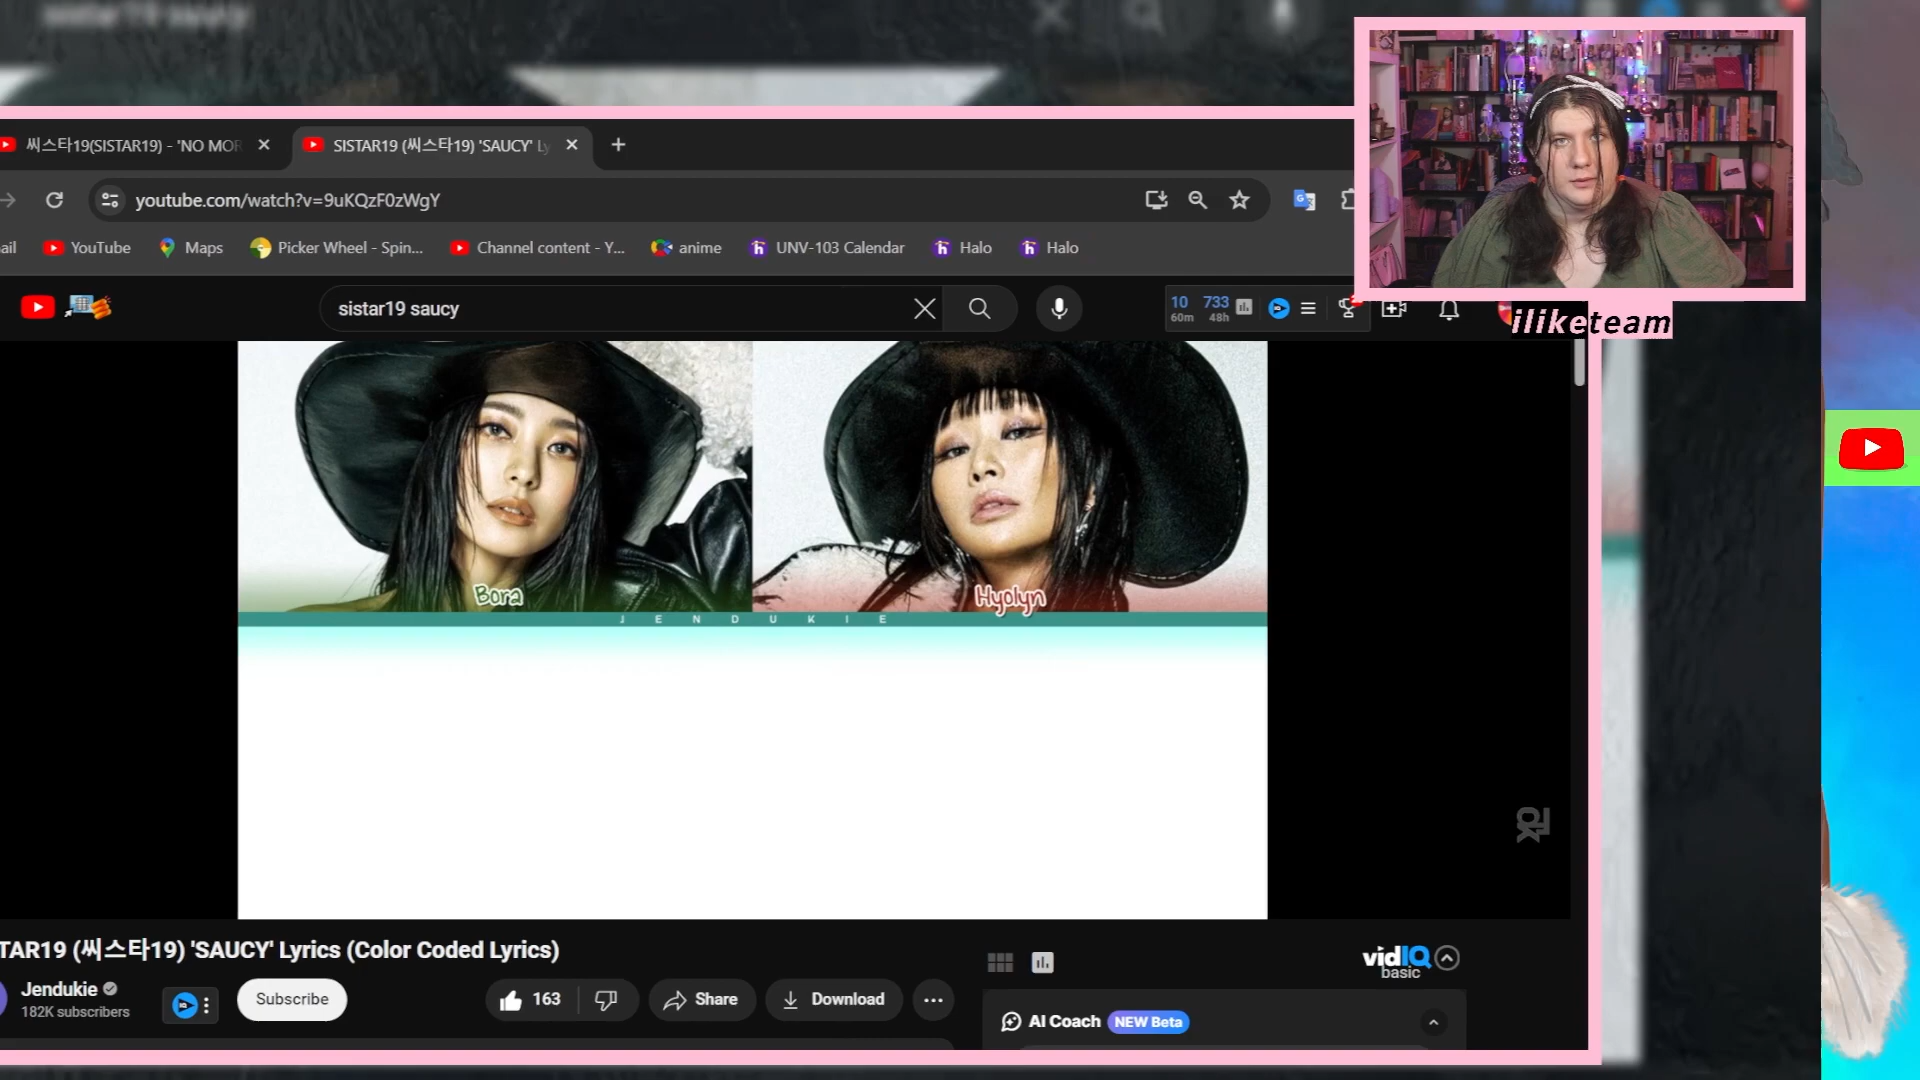 sistar19 saucy
씨스타19(SISTAR19) - 'NO MOR
SISTAR19 (씨스타19) 'SAUCY' Ly
youtube.com/watch?v=9uKQzF0zWgY
ail
YouTube
Maps
Picker Wheel - Spin...
Channel content - Y...
anime
UNV-103 Calendar
Halo
Halo
sistar19 saucy
10 733
60m 48h
iliketeam
Bora
Hyolyn
JENDUKIE
TAR19 (씨스타19) 'SAUCY' Lyrics (Color Coded Lyrics)
Jendukie
182K subscribers
Subscribe
163
Share
Download
vidIQ
basic
AI Coach
NEW Beta